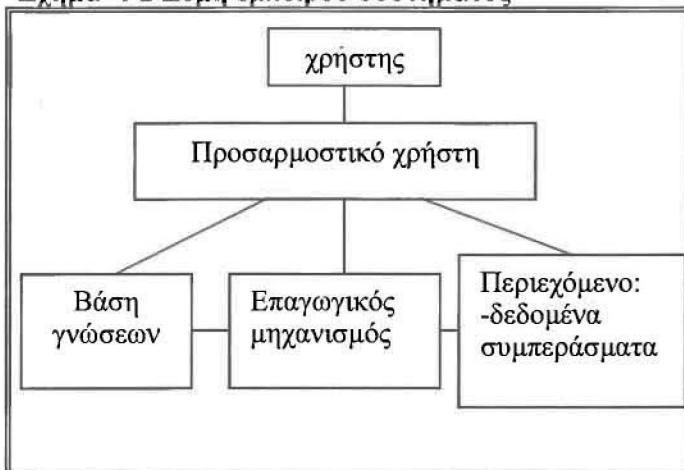 χρήστης
Προσαρμοστικό χρήστη
Βάση
γνώσεων
Επαγωγικός
μηχανισμός
Περιεχόμενο:
-δεδομένα
συμπεράσματα